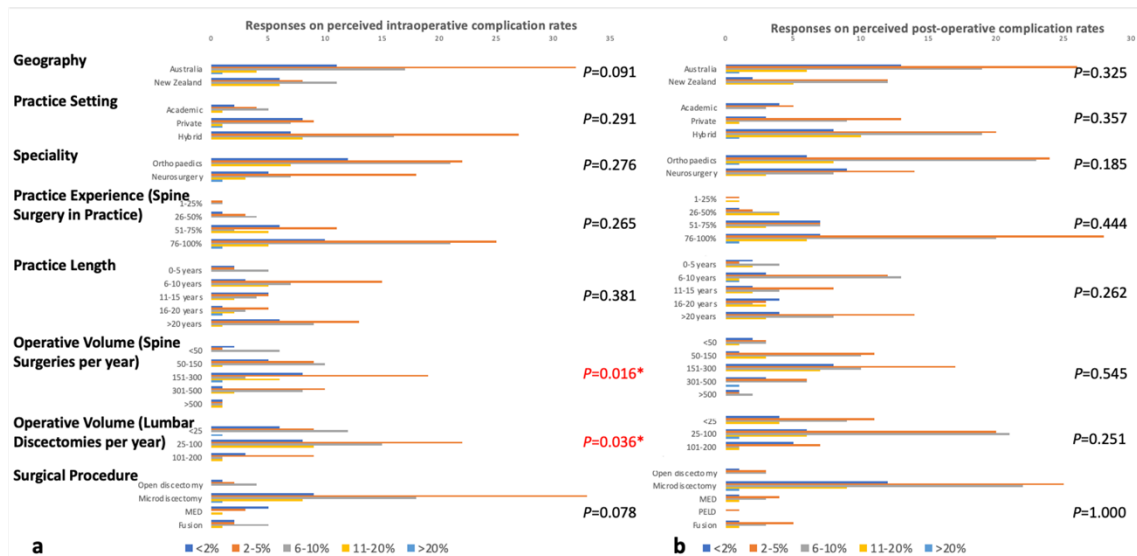 Responses on perceived intraoperative complication rates
0 5 10 15 20 25 30 35
Geography
Australia
New Zealand
P=0.091
Practice Setting
Academic
Private
Hybrid
P=0.291
Speciality
Orthopaedics
Neurosurgery
P=0.276
Practice Experience (Spine
Surgery in Practice)
1-25%
26-50%
51-75%
76-100%
P=0.265
Practice Length
0-5 years
6-10 years
11-15 years
16-20 years
>20 years
P=0.381
Operative Volume (Spine
Surgeries per year)
<50
50-150
151-300
301-500
>500
P=0.016*
Operative Volume (Lumbar
Discectomies per year)
<25
25-100
101-200
P=0.036*
Surgical Procedure
Open discectomy
Microdiscectomy
MED
Fusion
P=0.078
a
<2% 2-5% 6-10% 11-20% >20%
Responses on perceived post-operative complication rates
0 5 10 15 20 25 30
Australia
New Zealand
P=0.325
Academic
Private
Hybrid
P=0.357
Orthopaedics
Neurosurgery
P=0.185
1-25%
26-50%
51-75%
76-100%
P=0.444
0-5 years
6-10 years
11-15 years
16-20 years
>20 years
P=0.262
<50
50-150
151-300
301-500
>500
P=0.545
<25
25-100
101-200
P=0.251
Open discectomy
Microdiscectomy
MED
PELD
Fusion
P=1.000
b
<2% 2-5% 6-10% 11-20% >20%